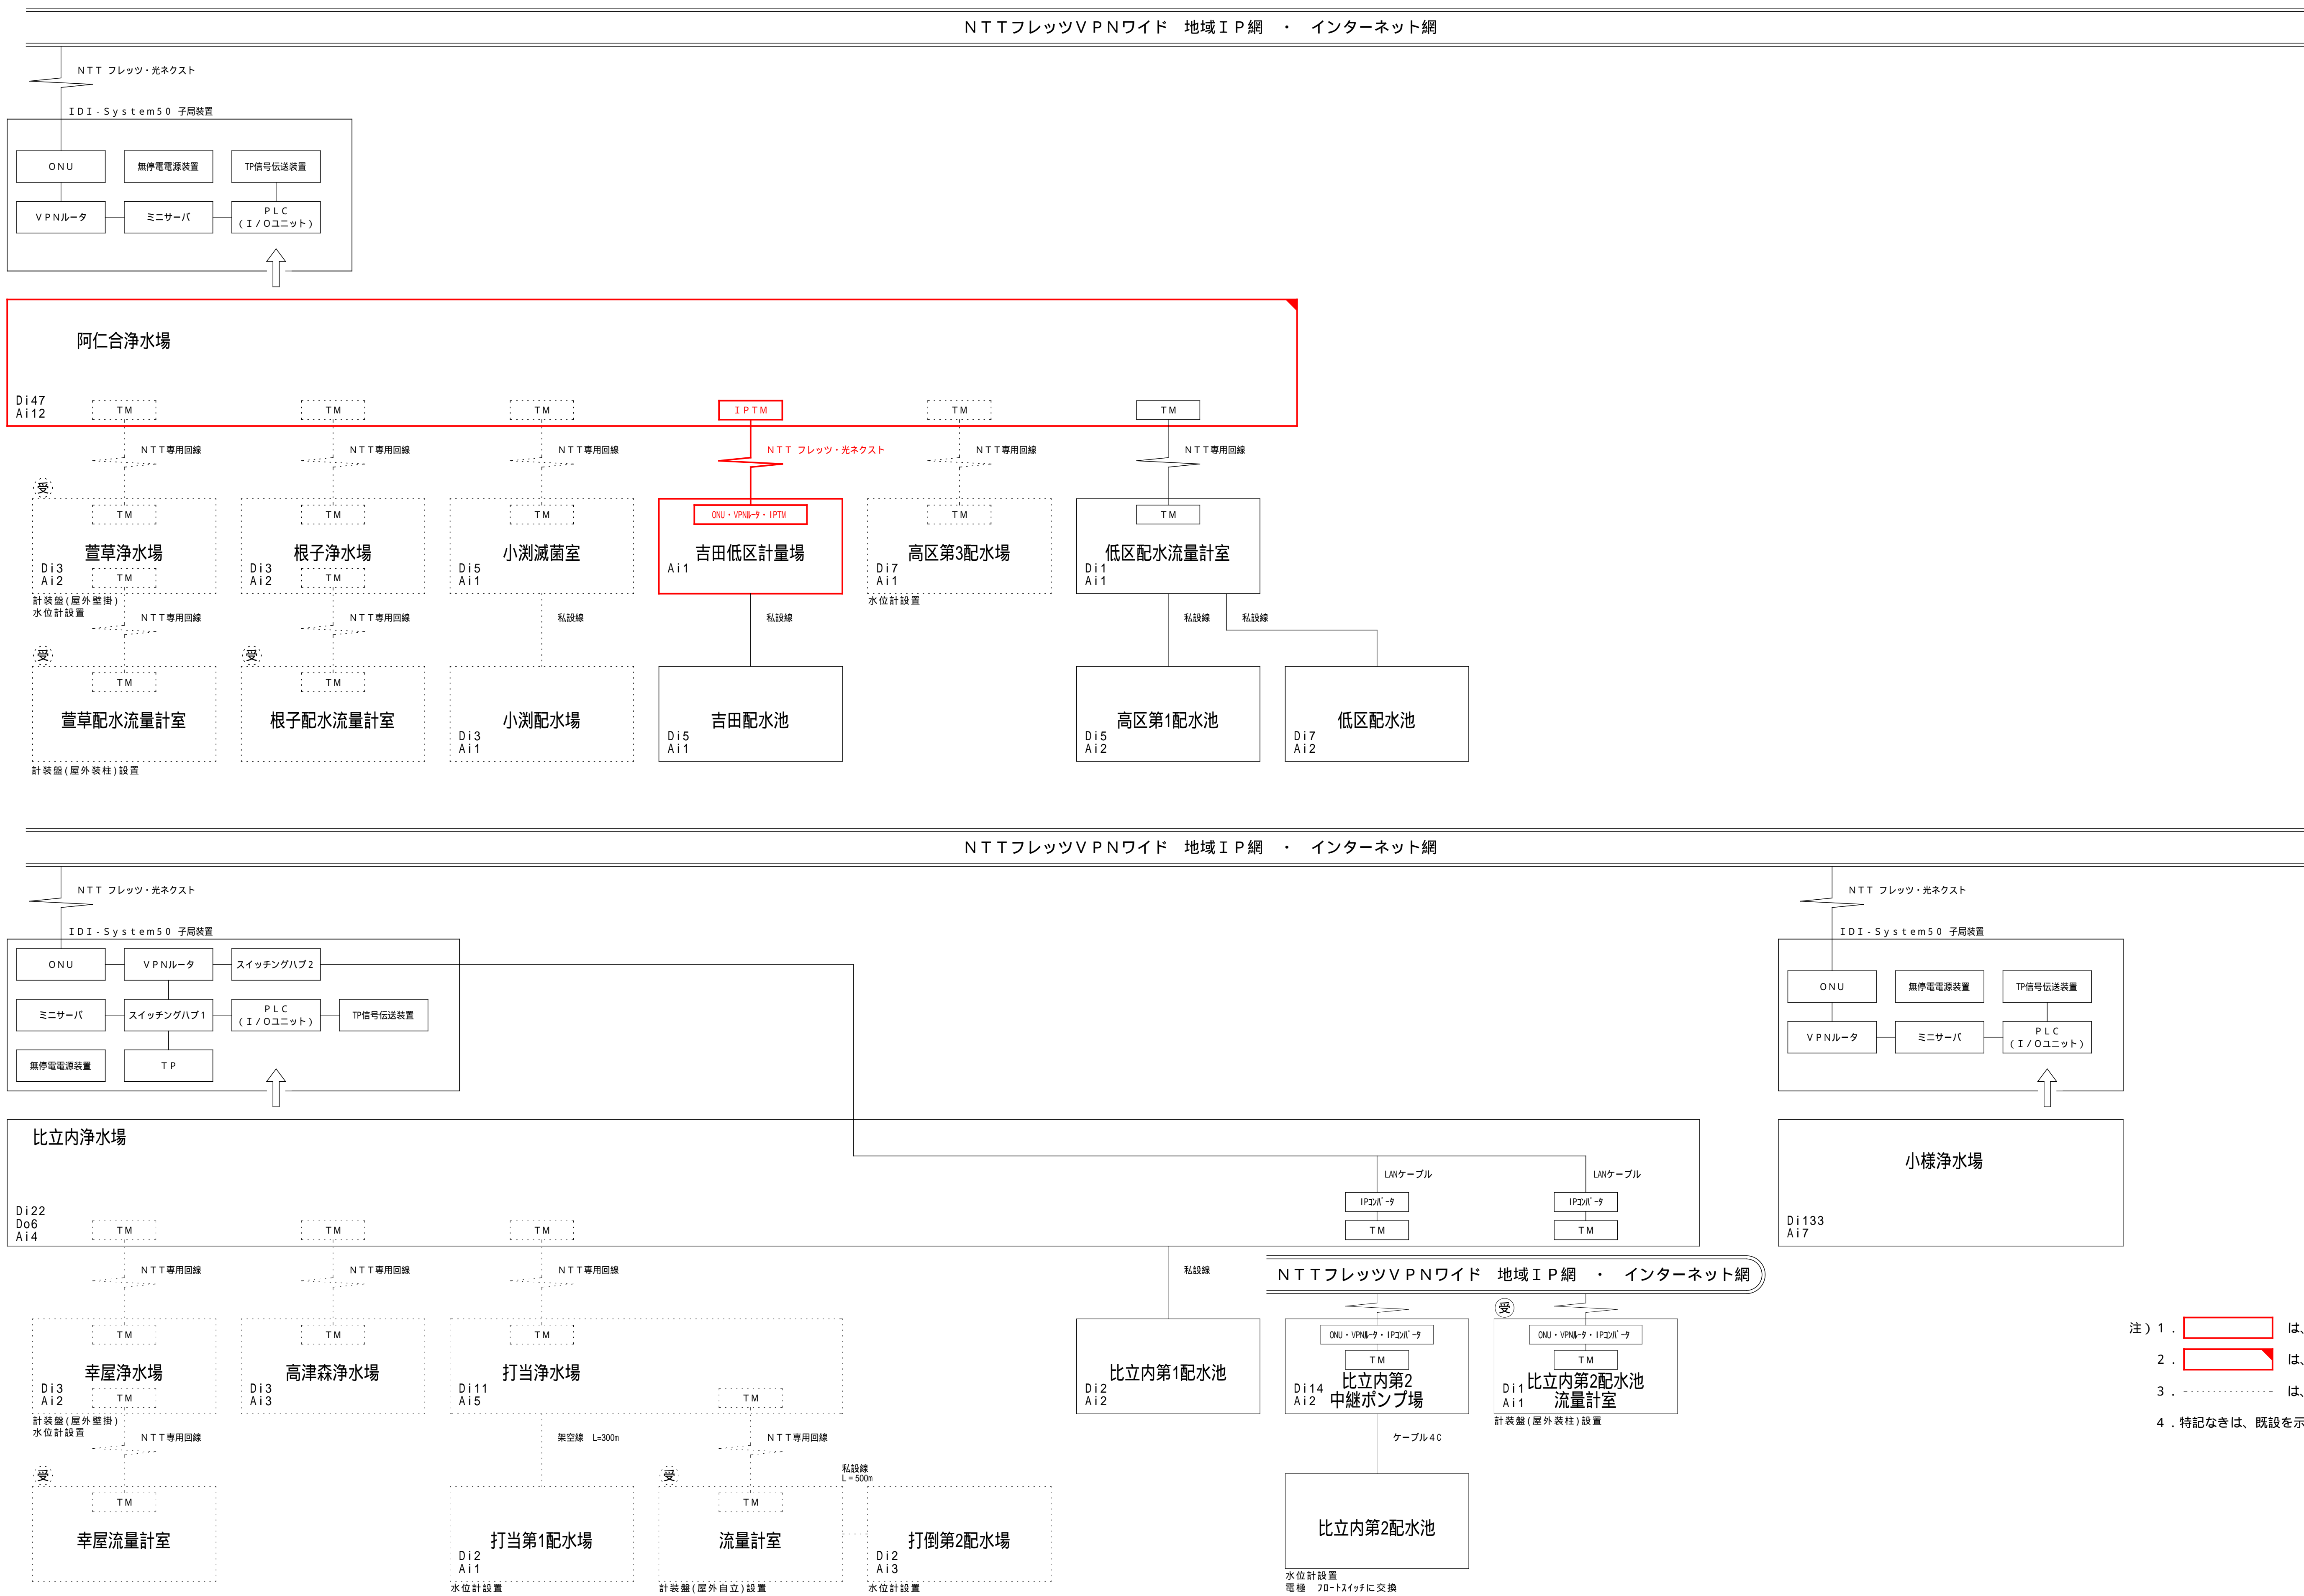 NTTフレッツVPNワイド　地域IP網　・　インターネット網
NTT フレッツ・光ネクスト
IDI-System50 子局装置
ONU
無停電電源装置
TP信号伝送装置
VPNルータ
ミニサーバ
PLC
(I/Oユニット)
阿仁合浄水場
Di47
Ai12
TM
TM
TM
IPTM
TM
TM
NTT専用回線
NTT専用回線
NTT専用回線
NTT フレッツ・光ネクスト
NTT専用回線
NTT専用回線
受
TM
萱草浄水場
Di3
Ai2
TM
計装盤(屋外壁掛)
水位計設置
TM
根子浄水場
Di3
Ai2
TM
TM
小渕滅菌室
Di5
Ai1
ONU・VPNﾙｰﾀ・IPTM
吉田低区計量場
Ai1
TM
高区第3配水場
Di7
Ai1
水位計設置
TM
低区配水流量計室
Di1
Ai1
NTT専用回線
NTT専用回線
私設線
私設線
私設線
私設線
受
TM
萱草配水流量計室
計装盤(屋外装柱)設置
受
TM
根子配水流量計室
小渕配水場
Di3
Ai1
吉田配水池
Di5
Ai1
高区第1配水池
Di5
Ai2
低区配水池
Di7
Ai2
NTTフレッツVPNワイド　地域IP網　・　インターネット網
NTT フレッツ・光ネクスト
IDI-System50 子局装置
ONU
VPNルータ
スイッチングハブ2
ミニサーバ
スイッチングハブ1
PLC
(I/Oユニット)
TP信号伝送装置
無停電電源装置
TP
NTT フレッツ・光ネクスト
IDI-System50 子局装置
ONU
無停電電源装置
TP信号伝送装置
VPNルータ
ミニサーバ
PLC
(I/Oユニット)
比立内浄水場
Di22
Do6
Ai4
TM
TM
TM
LANケーブル
IPｺﾝﾊﾞｰﾀ
TM
LANケーブル
IPｺﾝﾊﾞｰﾀ
TM
小様浄水場
Di133
Ai7
NTT専用回線
NTT専用回線
NTT専用回線
私設線
NTTフレッツVPNワイド　地域IP網　・　インターネット網
TM
幸屋浄水場
Di3
Ai2
TM
計装盤(屋外壁掛)
水位計設置
TM
高津森浄水場
Di3
Ai3
TM
打当浄水場
Di11
Ai5
TM
比立内第1配水池
Di2
Ai2
ONU・VPNﾙｰﾀ・IPｺﾝﾊﾞｰﾀ
TM
比立内第2
中継ポンプ場
Di14
Ai2
受
ONU・VPNﾙｰﾀ・IPｺﾝﾊﾞｰﾀ
TM
比立内第2配水池
流量計室
Di1
Ai1
計装盤(屋外装柱)設置
注)1.　は、
2.　は、
3.　は、
4.特記なきは、既設を示
NTT専用回線
架空線　L=300m
NTT専用回線
ケーブル4C
受
TM
幸屋流量計室
打当第1配水場
Di2
Ai1
水位計設置
受
TM
流量計室
計装盤(屋外自立)設置
私設線
L=500m
打倒第2配水場
Di2
Ai3
水位計設置
比立内第2配水池
水位計設置
電極　ﾌﾛｰﾄｽｲｯﾁに交換